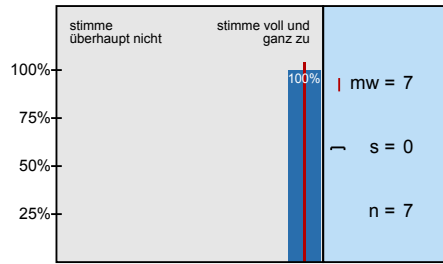 stimme
überhaupt nicht
stimme voll und
ganz zu
100%
75%
50%
25%
100%
mw = 7
s = 0
n = 7